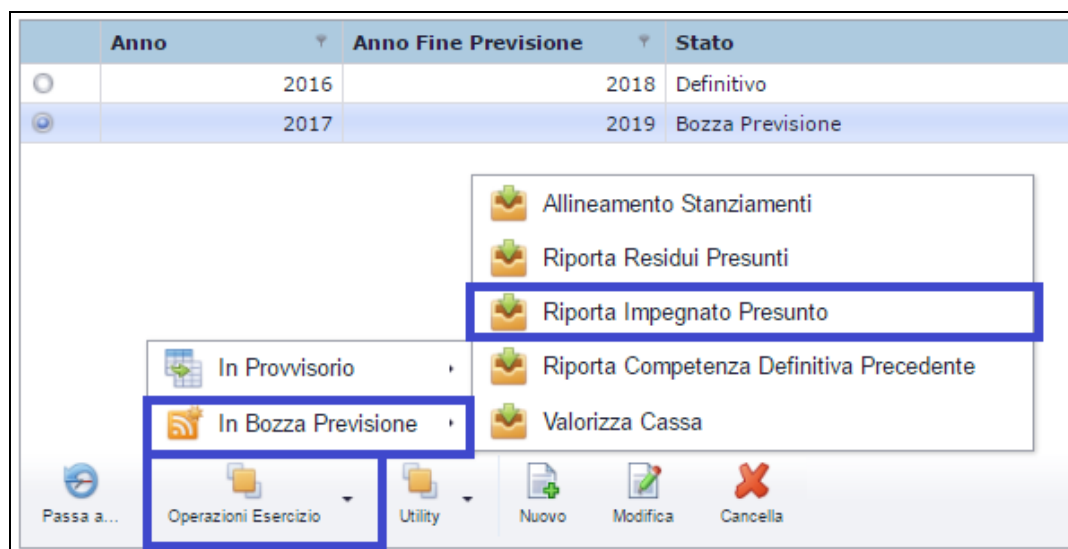 Anno Anno Fine Previsione Stato
2016 2018 Definitivo
2017 2019 Bozza Previsione
Allineamento Stanziamenti
Riporta Residui Presunti
Riporta Impegnato Presunto
In Provvisorio Riporta Competenza Definitiva Precedente
In Bozza Previsione Valorizza Cassa
Passa a... Operazioni Esercizio Utility Nuovo Modifica Cancella